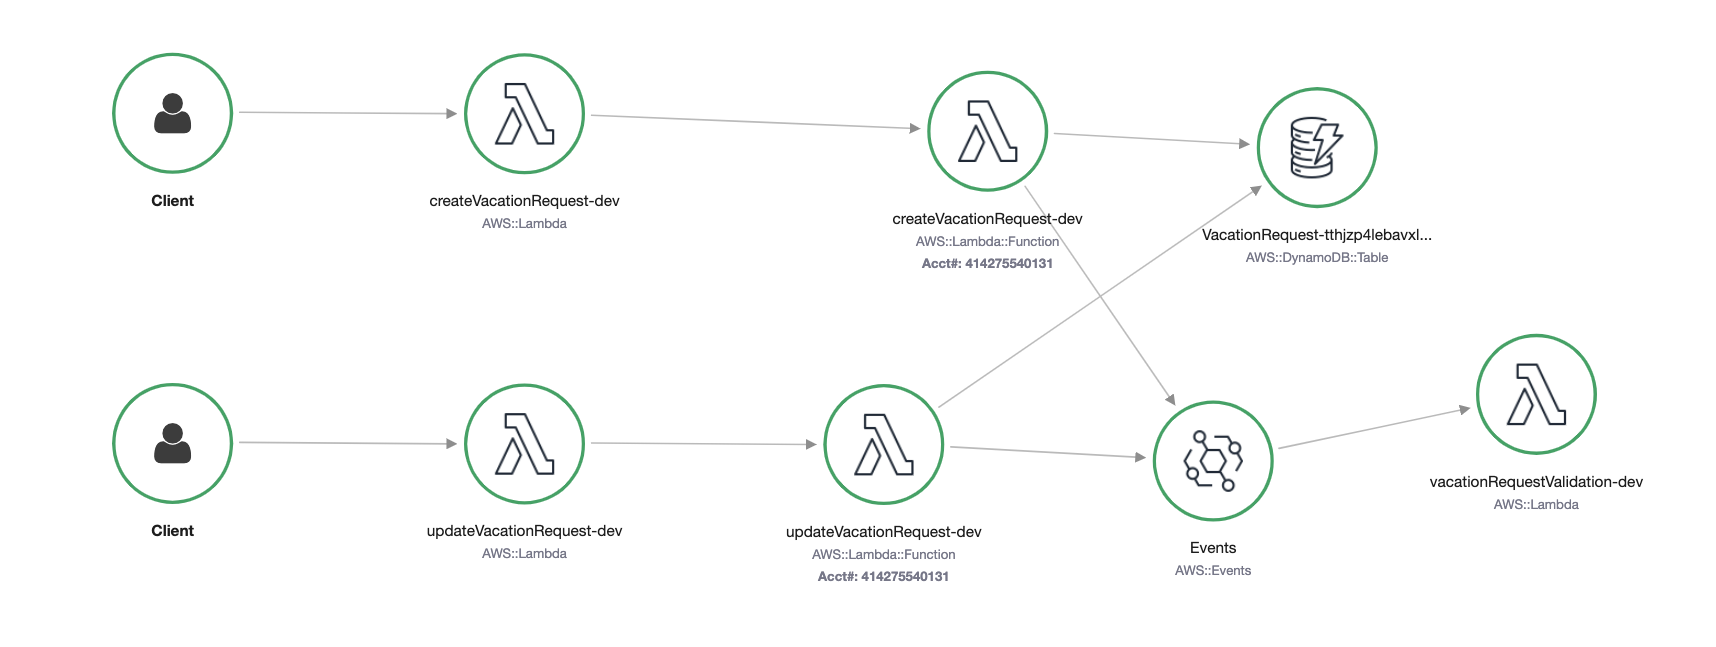 Client
createVacationRequest-dev
AWS::Lambda
createVacationRequest-dev
AWS::Lambda::Function
Acct#: 414275540131
VacationRequest-tthjzp4lebavxl...
AWS::DynamoDB::Table
Client
updateVacationRequest-dev
AWS::Lambda
updateVacationRequest-dev
AWS::Lambda::Function
Acct#: 414275540131
Events
AWS::Events
vacationRequestValidation-dev
AWS::Lambda